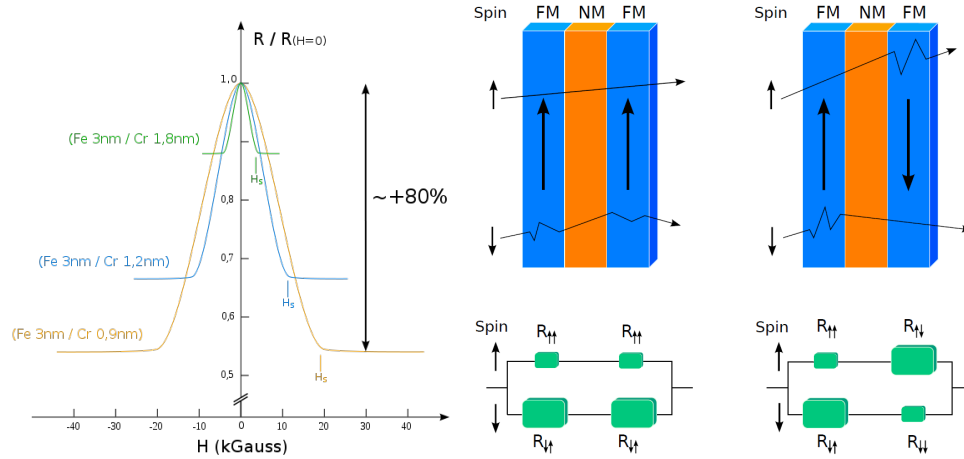 R / R(H=0)
1,0
0,8
0,7
0,6
0,5
(Fe 3nm / Cr 1,8nm)
(Fe 3nm / Cr 1,2nm)
(Fe 3nm / Cr 0,9nm)
Hs
Hs
Hs
~+80%
-40 -30 -20 -10 0 10 20 30 40
H (kGauss)
Spin FM NM FM
Spin FM NM FM
Spin R↑↑ R↑↑
R↓↑ R↓↑
Spin R↑↑ R↑↓
R↓↑ R↓↓